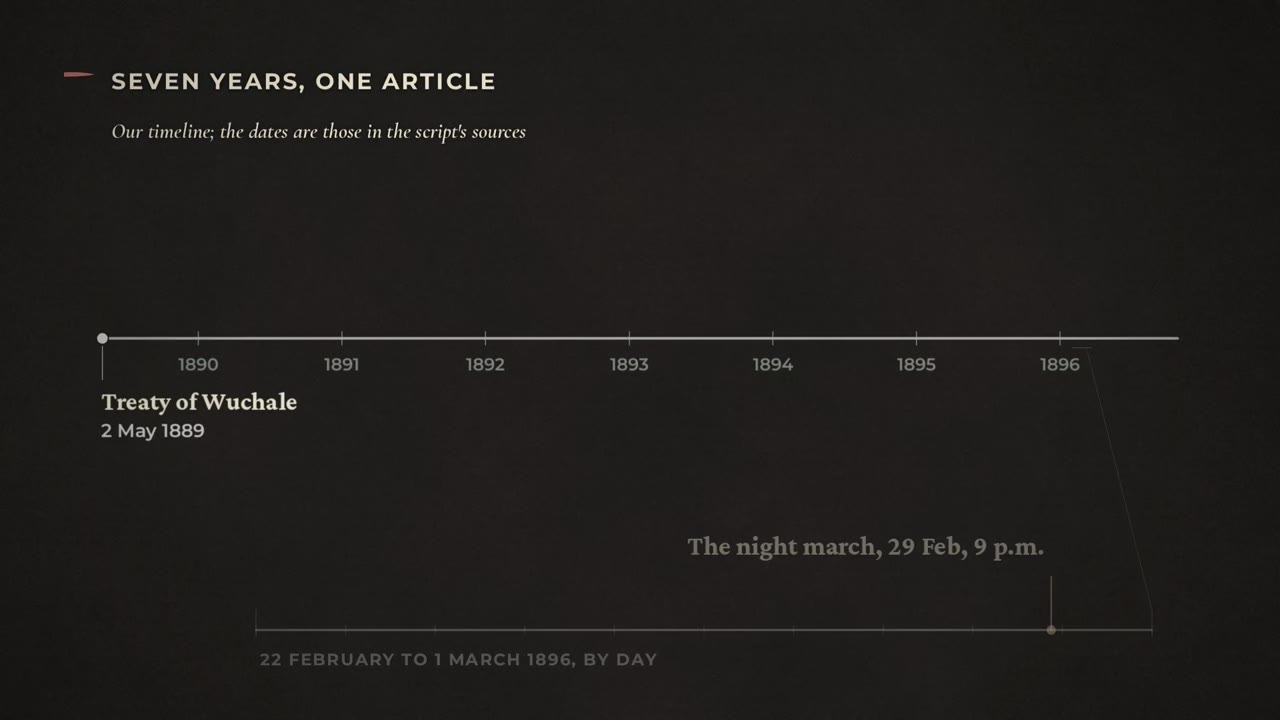 SEVEN YEARS, ONE ARTICLE
Our timeline; the dates are those in the script's sources
1890 1891 1892 1893 1894 1895 1896
Treaty of Wuchale
2 May 1889
The night march, 29 Feb, 9 p.m.
22 FEBRUARY TO 1 MARCH 1896, BY DAY